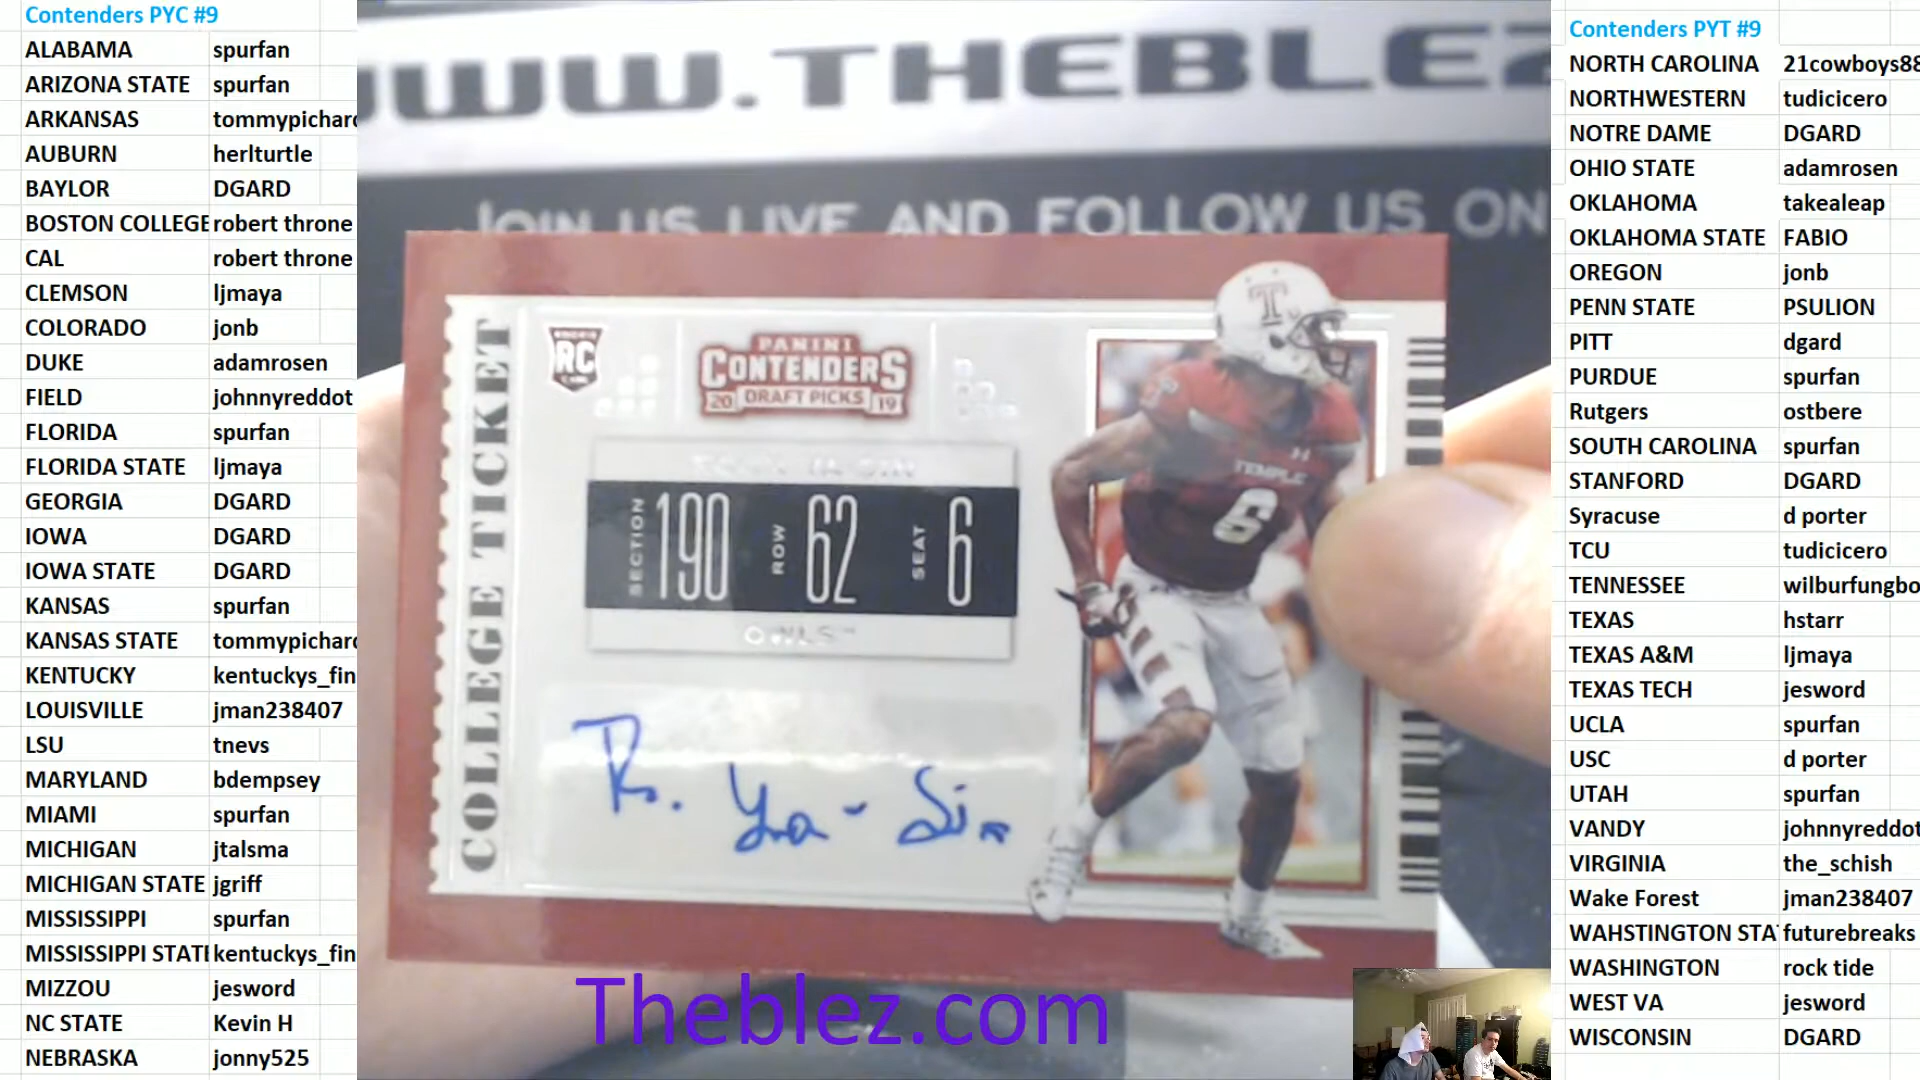 Contenders PYC #9
ALABAMA spurfan
ARIZONA STATE spurfan
ARKANSAS tommypichard
AUBURN herlturtle
BAYLOR DGARD
BOSTON COLLEGE robert throne
CAL robert throne
CLEMSON ljmaya
COLORADO jonb
DUKE adamrosen
FIELD johnnyreddot
FLORIDA spurfan
FLORIDA STATE ljmaya
GEORGIA DGARD
IOWA DGARD
IOWA STATE DGARD
KANSAS spurfan
KANSAS STATE tommypichard
KENTUCKY kentuckys_fin
LOUISVILLE jman238407
LSU tnevs
MARYLAND bdempsey
MIAMI spurfan
MICHIGAN jtalsma
MICHIGAN STATE jgriff
MISSISSIPPI spurfan
MISSISSIPPI STATE kentuckys_fin
MIZZOU jesword
NC STATE Kevin H
NEBRASKA jonny525
WWW.THEBLEZ
JOIN US LIVE AND FOLLOW US ON
COLLEGE TICKET
RC
PANINI
CONTENDERS
20 DRAFT PICKS 19
SECTION 190 ROW 62 SEAT 6
OWLS
R. Ya-Sin
T
TEMPLE
6
Theblez.com
Contenders PYT #9
NORTH CAROLINA 21cowboys88
NORTHWESTERN tudicicero
NOTRE DAME DGARD
OHIO STATE adamrosen
OKLAHOMA takealeap
OKLAHOMA STATE FABIO
OREGON jonb
PENN STATE PSULION
PITT dgard
PURDUE spurfan
Rutgers ostbere
SOUTH CAROLINA spurfan
STANFORD DGARD
Syracuse d porter
TCU tudicicero
TENNESSEE wilburfungbo
TEXAS hstarr
TEXAS A&M ljmaya
TEXAS TECH jesword
UCLA spurfan
USC d porter
UTAH spurfan
VANDY johnnyreddot
VIRGINIA the_schish
Wake Forest jman238407
WAHSTINGTON STAT futurebreaks
WASHINGTON rock tide
WEST VA jesword
WISCONSIN DGARD